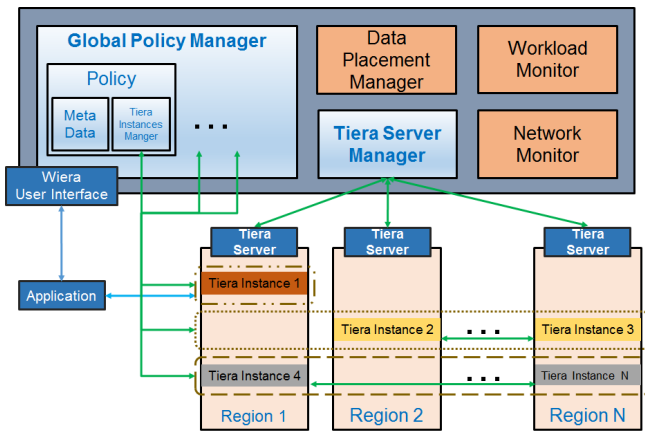 Global Policy Manager
Policy
Meta
Data
Tiera
Instances
Manger
...
Data
Placement
Manager
Workload
Monitor
Tiera Server
Manager
Network
Monitor
Wiera
User Interface
Application
Tiera
Server
Tiera
Server
Tiera
Server
Tiera Instance 1
Tiera Instance 2
...
Tiera Instance 3
Tiera Instance 4
...
Tiera Instance N
Region 1
Region 2
Region N